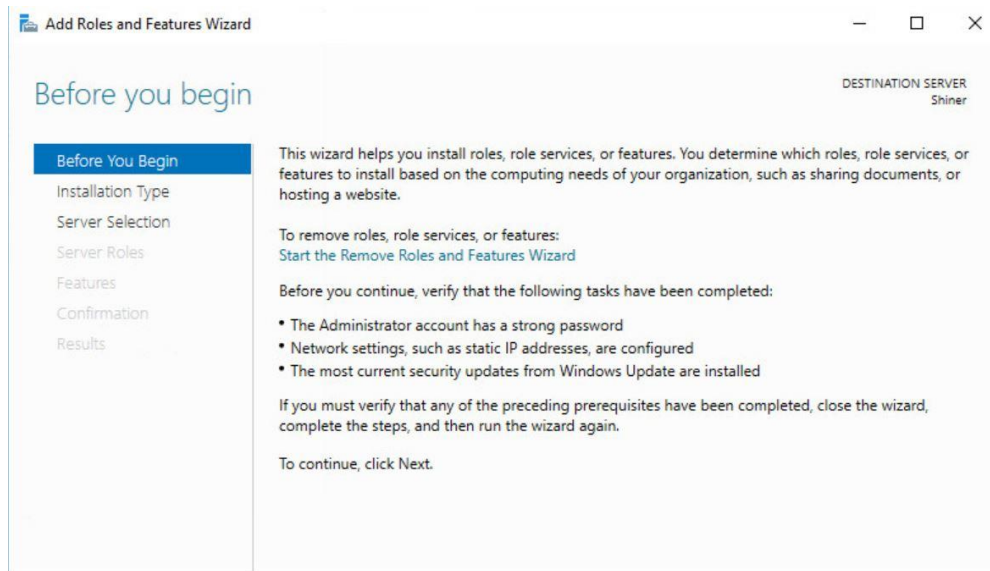 Add Roles and Features Wizard
Before you begin
DESTINATION SERVER
Shiner
Before You Begin
Installation Type
Server Selection
Server Roles
Features
Confirmation
Results
This wizard helps you install roles, role services, or features. You determine which roles, role services, or
features to install based on the computing needs of your organization, such as sharing documents, or
hosting a website.
To remove roles, role services, or features:
Start the Remove Roles and Features Wizard
Before you continue, verify that the following tasks have been completed:
• The Administrator account has a strong password
• Network settings, such as static IP addresses, are configured
• The most current security updates from Windows Update are installed
If you must verify that any of the preceding prerequisites have been completed, close the wizard,
complete the steps, and then run the wizard again.
To continue, click Next.